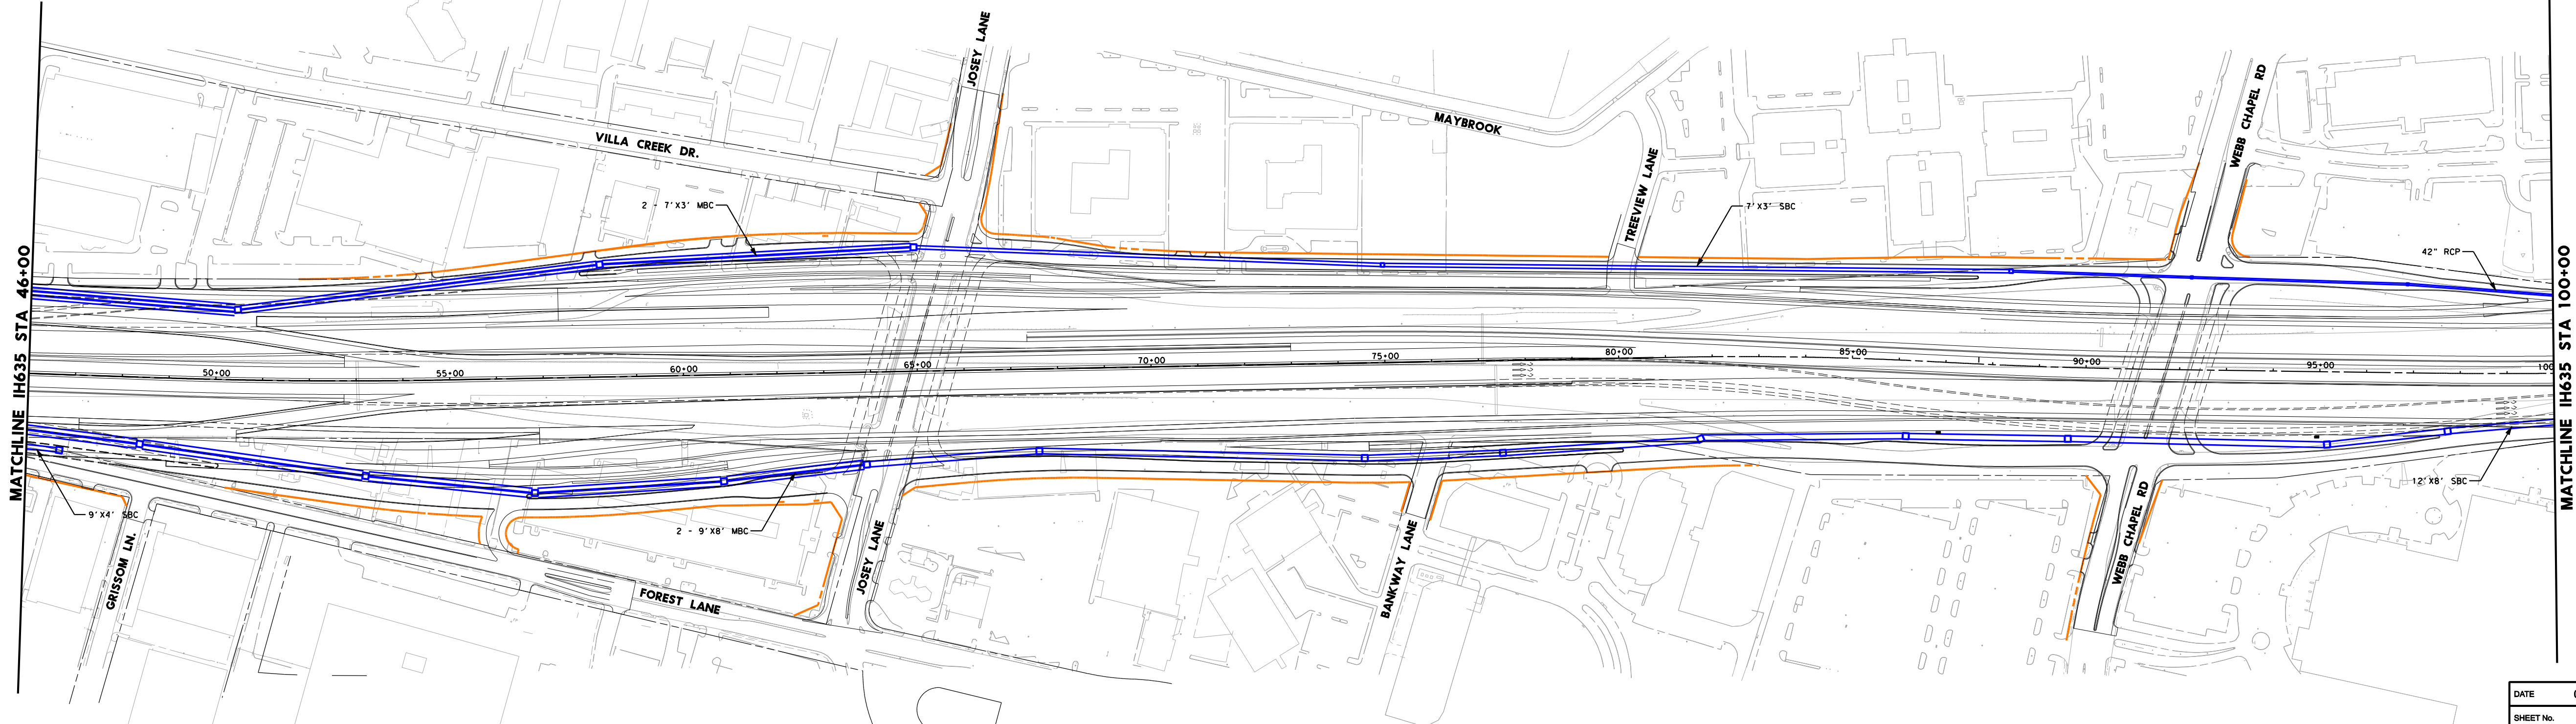 MATCHLINE IH635 STA 46+00
JOSEY LANE
VILLA CREEK DR.
2 - 7'X3' MBC
MAYBROOK
TREEVIEW LANE
7'X3' SBC
WEBB CHAPEL RD
42" RCP
MATCHLINE IH635 STA 100+00
50+00
55+00
60+00
65+00
70+00
75+00
80+00
85+00
90+00
95+00
100
9'X4' SBC
GRISSOM LN.
FOREST LANE
2 - 9'X8' MBC
JOSEY LANE
BANKWAY LANE
WEBB CHAPEL RD
12'X8' SBC
DATE
SHEET No.